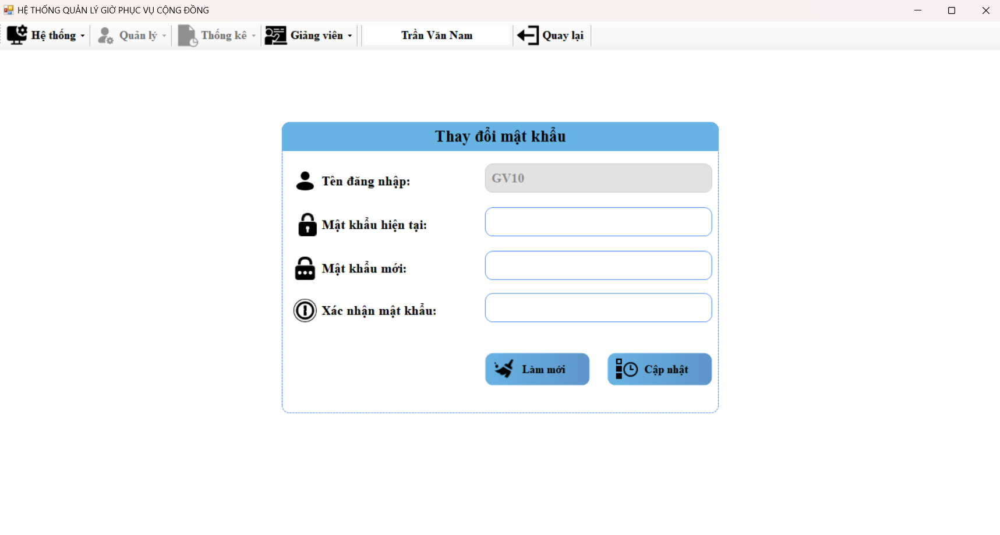 HỆ THỐNG QUẢN LÝ GIỜ PHỤC VỤ CỘNG ĐỒNG
Hệ thống Quản lý Thống kê Giảng viên Trần Văn Nam Quay lại
Thay đổi mật khẩu
Tên đăng nhập: GV10
Mật khẩu hiện tại:
Mật khẩu mới:
Xác nhận mật khẩu:
Làm mới Cập nhật